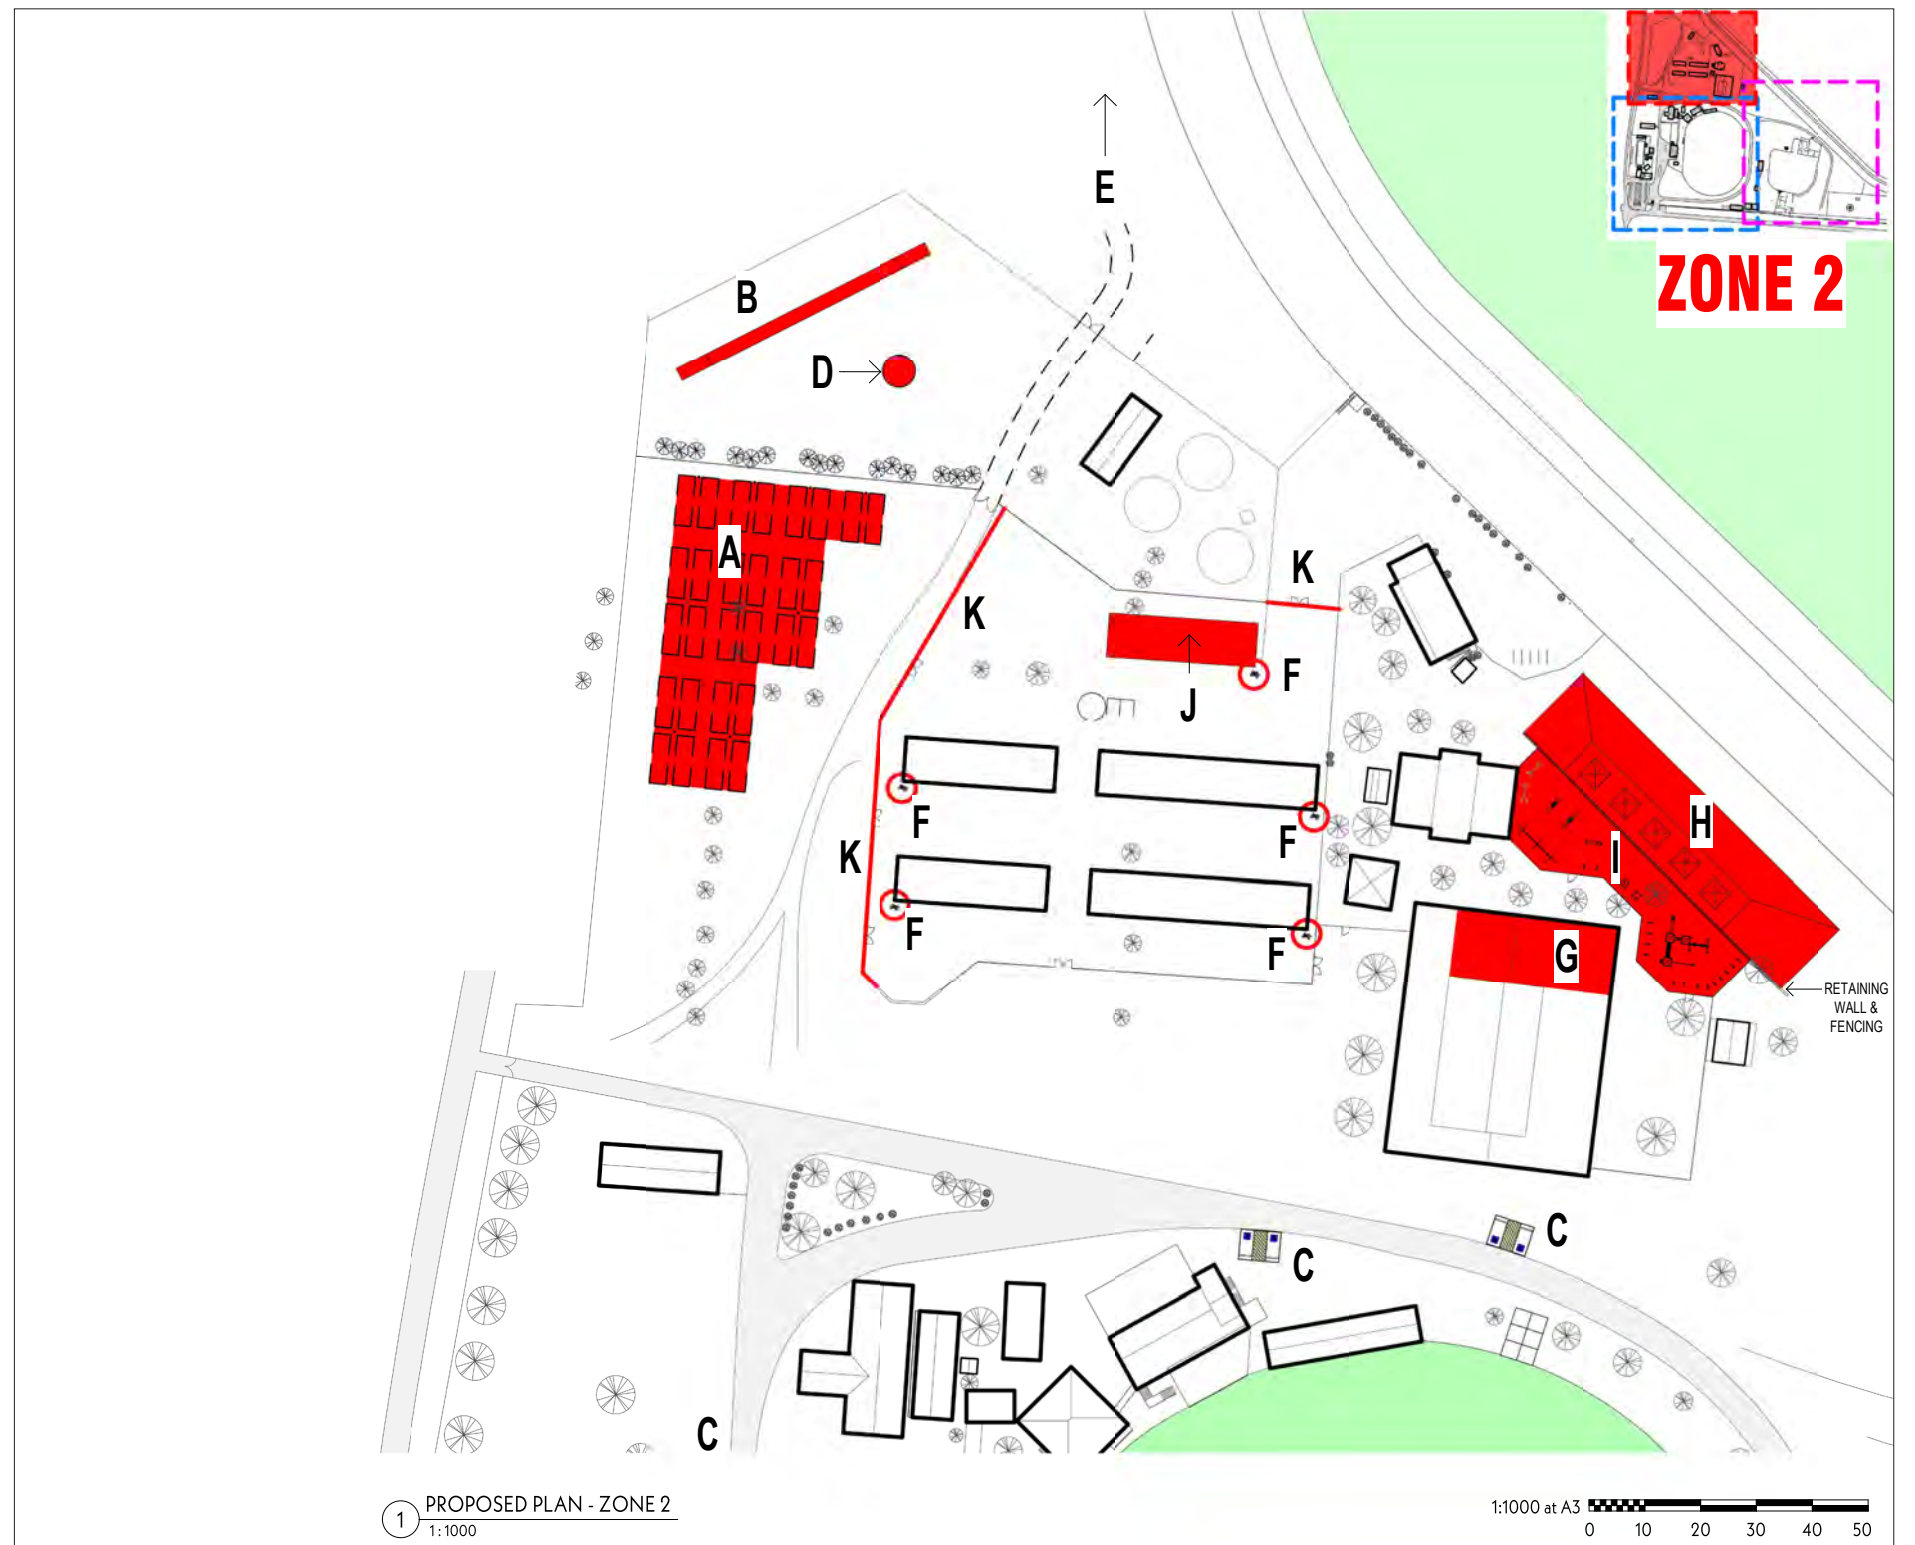 E
ZONE 2
B
D
A
K
K
F
J
H
F
F
I
K
F
F
G
RETAINING
WALL &
FENCING
C
C
C
1
PROPOSED PLAN - ZONE 2
1:1000
1:1000 at A3
0 10 20 30 40 50